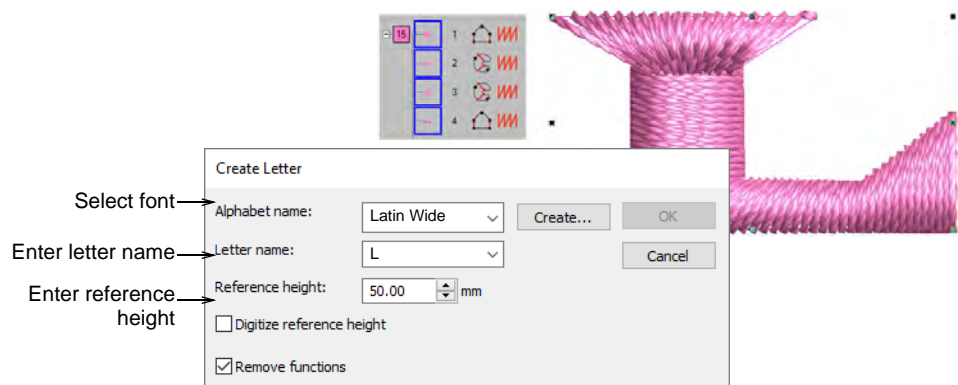 15
1
2
3
4
Create Letter
Select font
Alphabet name:
Latin Wide
Create...
OK
Enter letter name
Letter name:
L
Cancel
Enter reference
height
Reference height:
50.00
mm
Digitize reference height
Remove functions